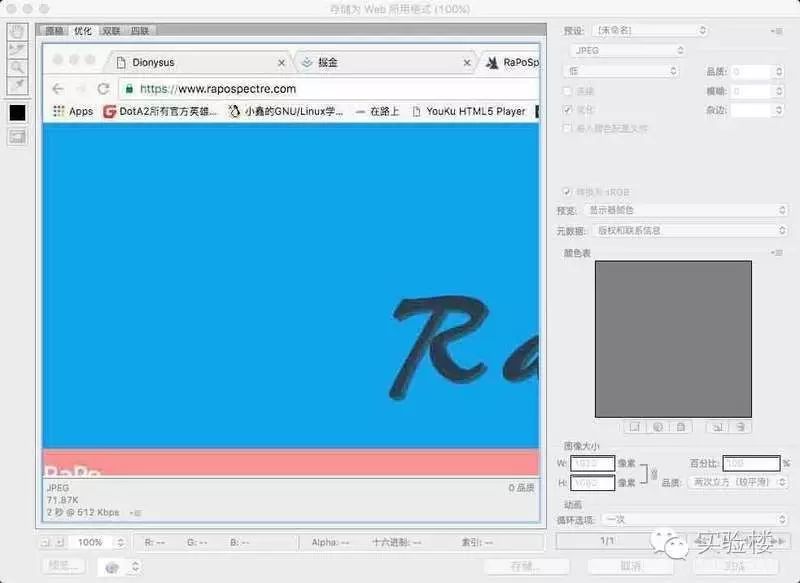 存储为 Web 所用格式 (100%)
原稿 优化 双联 四联
Dionysus
掘金
RaPoSp
https://www.rapospectre.com
Apps
DotA2所有官方英雄...
小鑫的GNU/Linux学...
在路上
YouKu HTML5 Player
Ra
RaPo
JPEG
71.87K
2 秒 @ 512 Kbps
0 品质
100%
R: --
G: --
B: --
Alpha: --
十六进制: --
索引: --
预览...
预设: [未命名]
JPEG
低
品质: 0
连续
模糊: 0
优化
杂边:
嵌入颜色配置文件
转换为 sRGB
预览: 显示器颜色
元数据: 版权和联系信息
颜色表
图像大小
W:
像素
百分比: 100 %
H:
像素
品质: 两次立方（较平滑）
动画
循环选项: 一次
1/1
实验楼
存储...
取消
完成